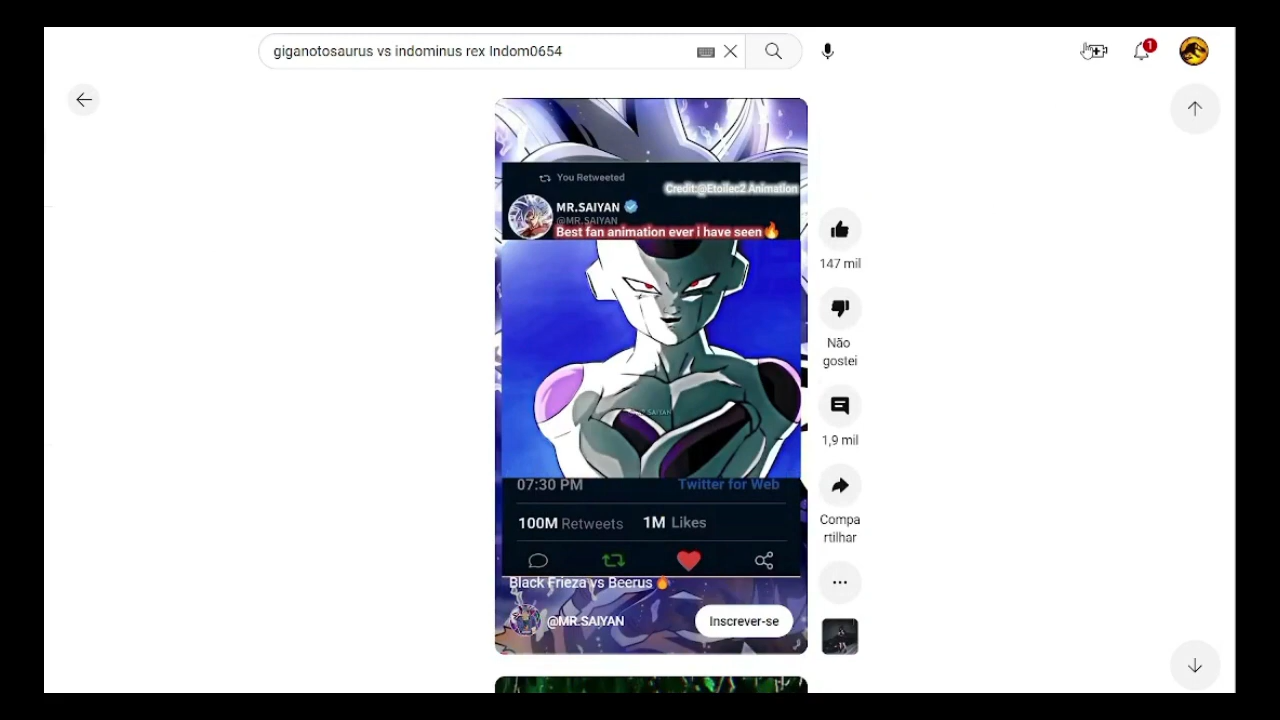 giganotosaurus vs indominus rex Indom0654
1
You Retweeted
Credit:@Etoilec2 Animation
MR.SAIYAN
@MR.SAIYAN
Best fan animation ever i have seen🔥
07:30 PM
Twitter for Web
100M Retweets 1M Likes
Black Frieza vs Beerus 🔥
@MR.SAIYAN
Inscrever-se
147 mil
Não
gostei
1,9 mil
Compa
rtilhar